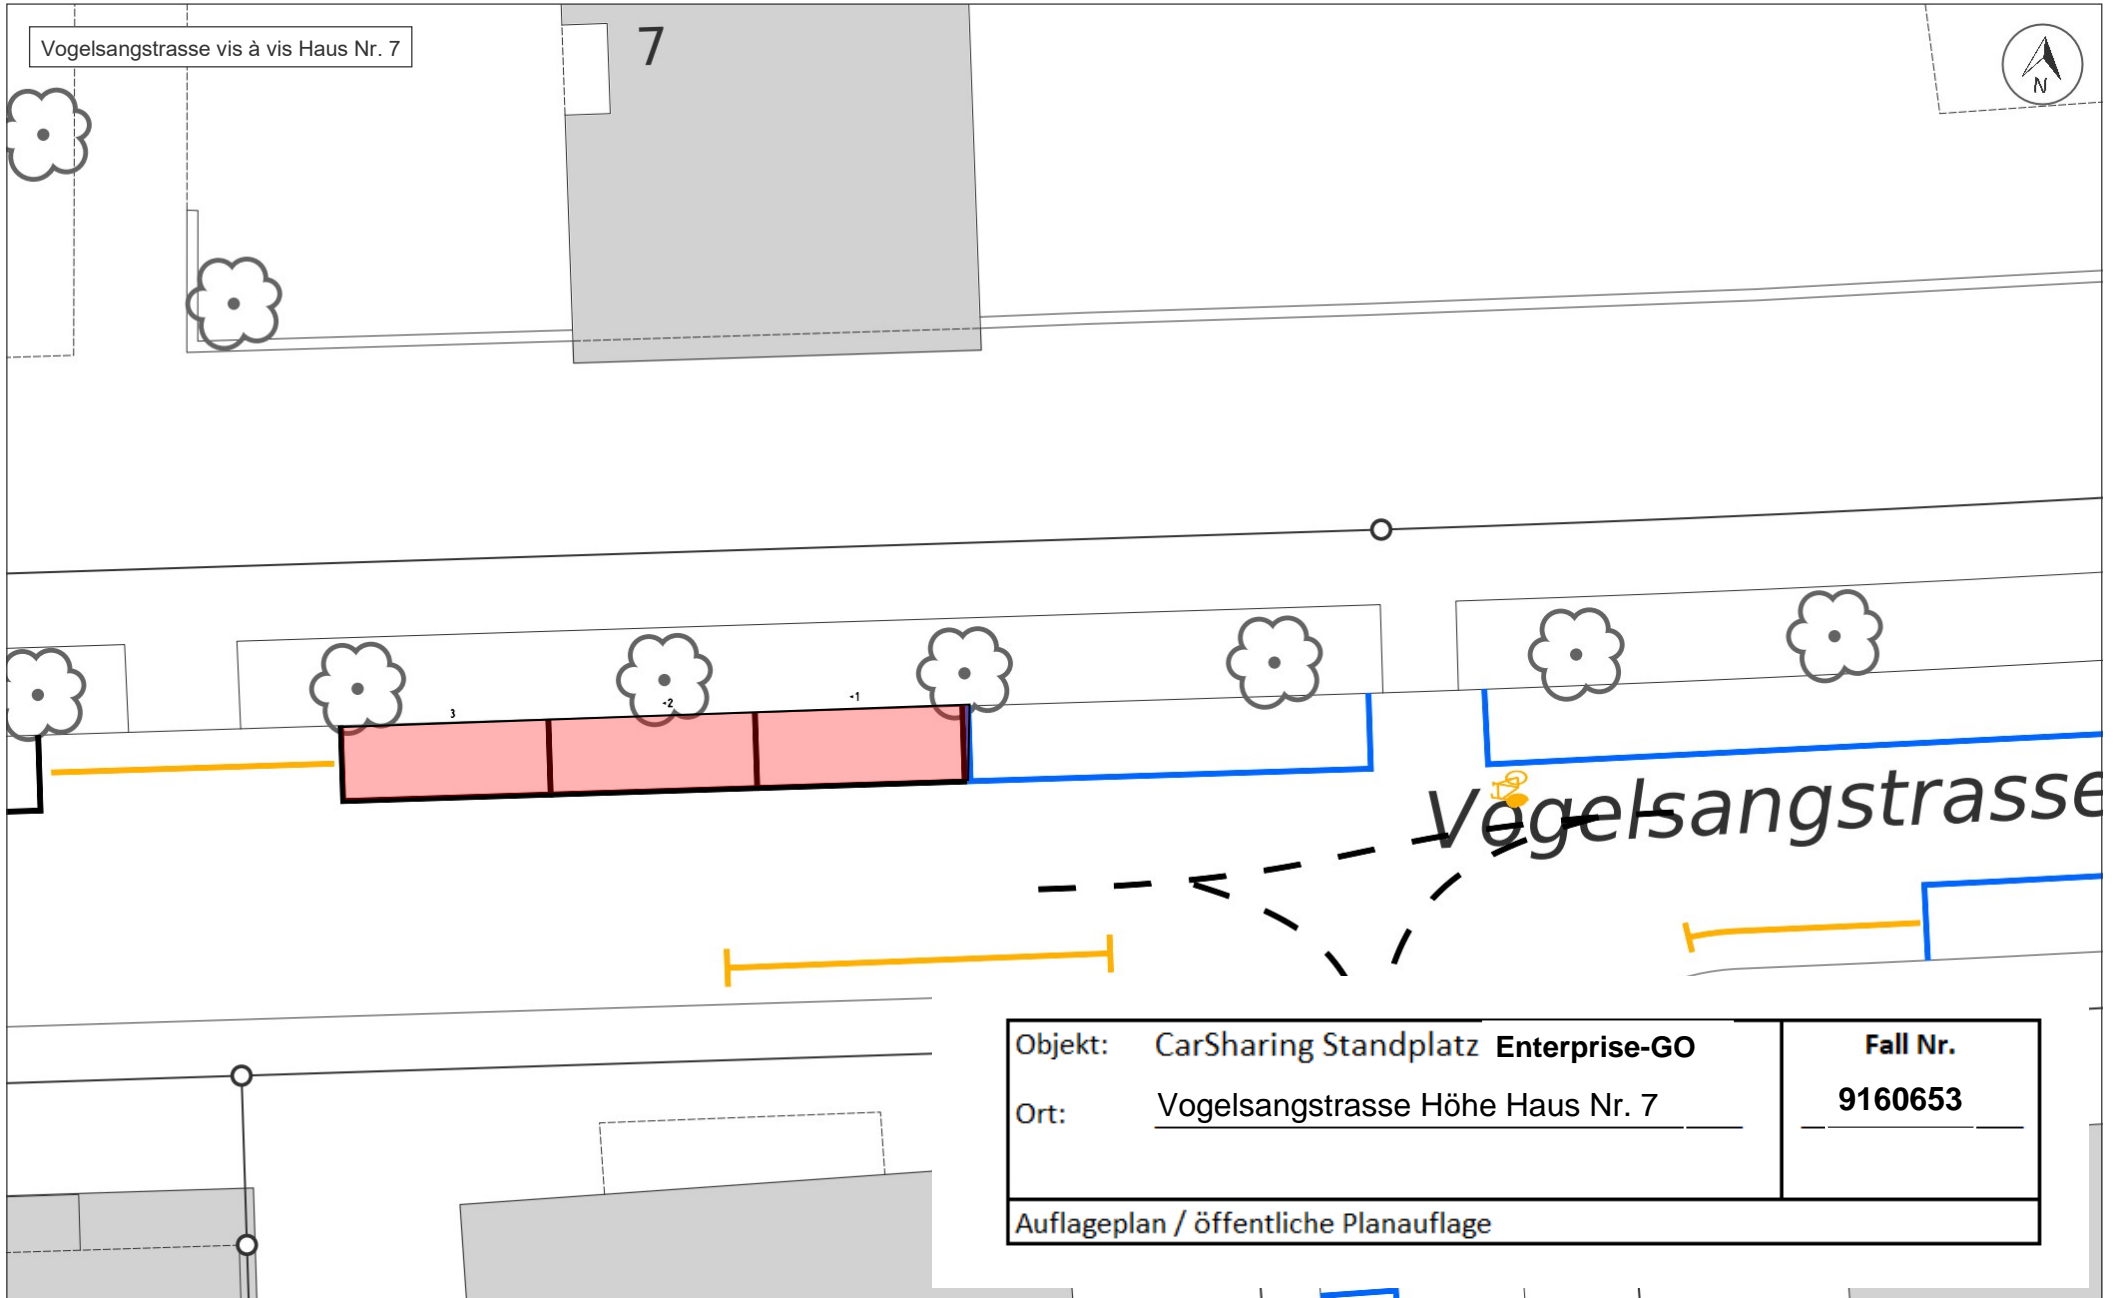 Vogelsangstrasse vis à vis Haus Nr. 7
7
N
3
-2
-1
Vogelsangstrasse
Objekt: CarSharing Standplatz Enterprise-GO
Fall Nr.
Ort: Vogelsangstrasse Höhe Haus Nr. 7
9160653
Auflageplan / öffentliche Planauflage